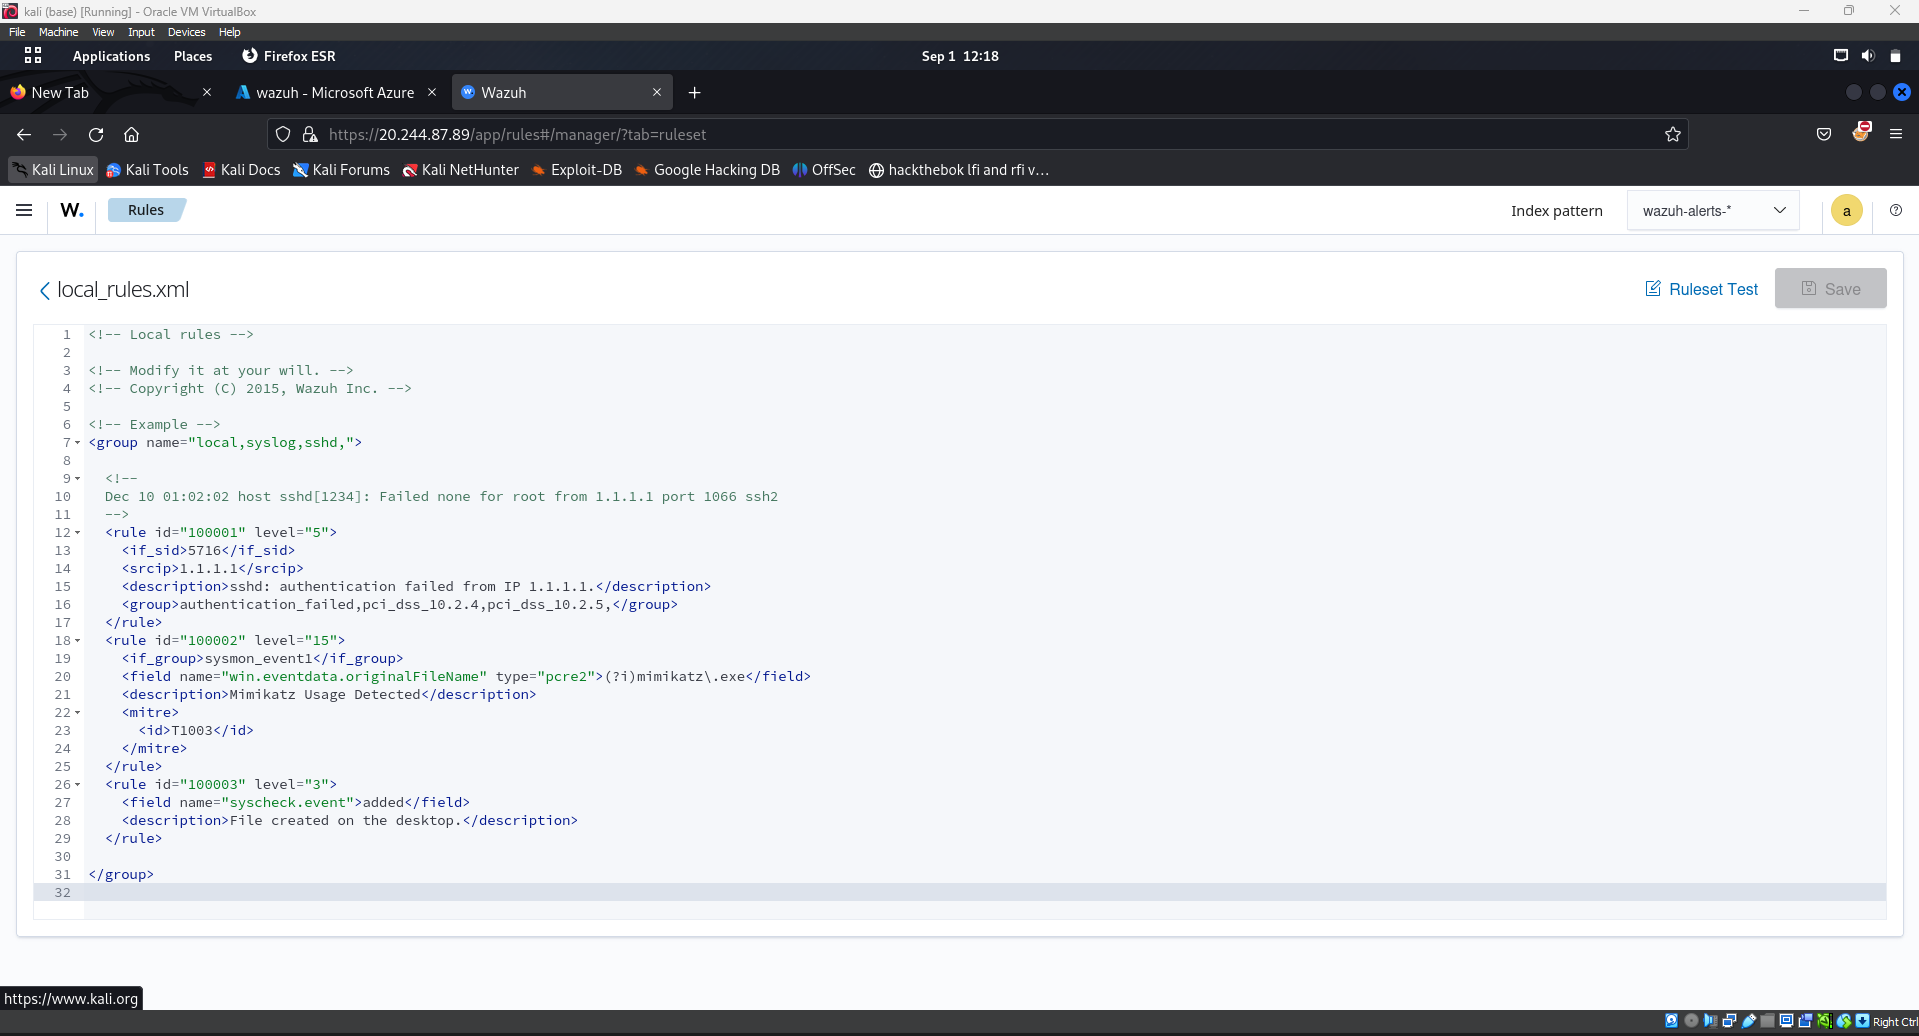 kali (base) [Running] - Oracle VM VirtualBox
File Machine View Input Devices Help
Applications Places Firefox ESR Sep 1 12:18
New Tab wazuh - Microsoft Azure Wazuh
https://20.244.87.89/app/rules#/manager/?tab=ruleset
Kali Linux Kali Tools Kali Docs Kali Forums Kali NetHunter Exploit-DB Google Hacking DB OffSec hackthebok lfi and rfi v…
W. Rules Index pattern wazuh-alerts-* a
local_rules.xml Ruleset Test Save
1 <!-- Local rules -->
2
3 <!-- Modify it at your will. -->
4 <!-- Copyright (C) 2015, Wazuh Inc. -->
5
6 <!-- Example -->
7 <group name="local,syslog,sshd,">
8
9 <!--
10 Dec 10 01:02:02 host sshd[1234]: Failed none for root from 1.1.1.1 port 1066 ssh2
11 -->
12 <rule id="100001" level="5">
13 <if_sid>5716</if_sid>
14 <srcip>1.1.1.1</srcip>
15 <description>sshd: authentication failed from IP 1.1.1.1.</description>
16 <group>authentication_failed,pci_dss_10.2.4,pci_dss_10.2.5,</group>
17 </rule>
18 <rule id="100002" level="15">
19 <if_group>sysmon_event1</if_group>
20 <field name="win.eventdata.originalFileName" type="pcre2">(?i)mimikatz\.exe</field>
21 <description>Mimikatz Usage Detected</description>
22 <mitre>
23 <id>T1003</id>
24 </mitre>
25 </rule>
26 <rule id="100003" level="3">
27 <field name="syscheck.event">added</field>
28 <description>File created on the desktop.</description>
29 </rule>
30
31 </group>
32
https://www.kali.org
Right Ctrl